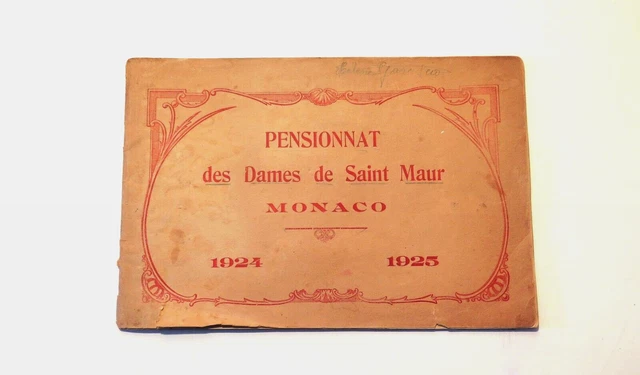 PENSIONNAT
des Dames de Saint Maur
MONACO
1924 1925